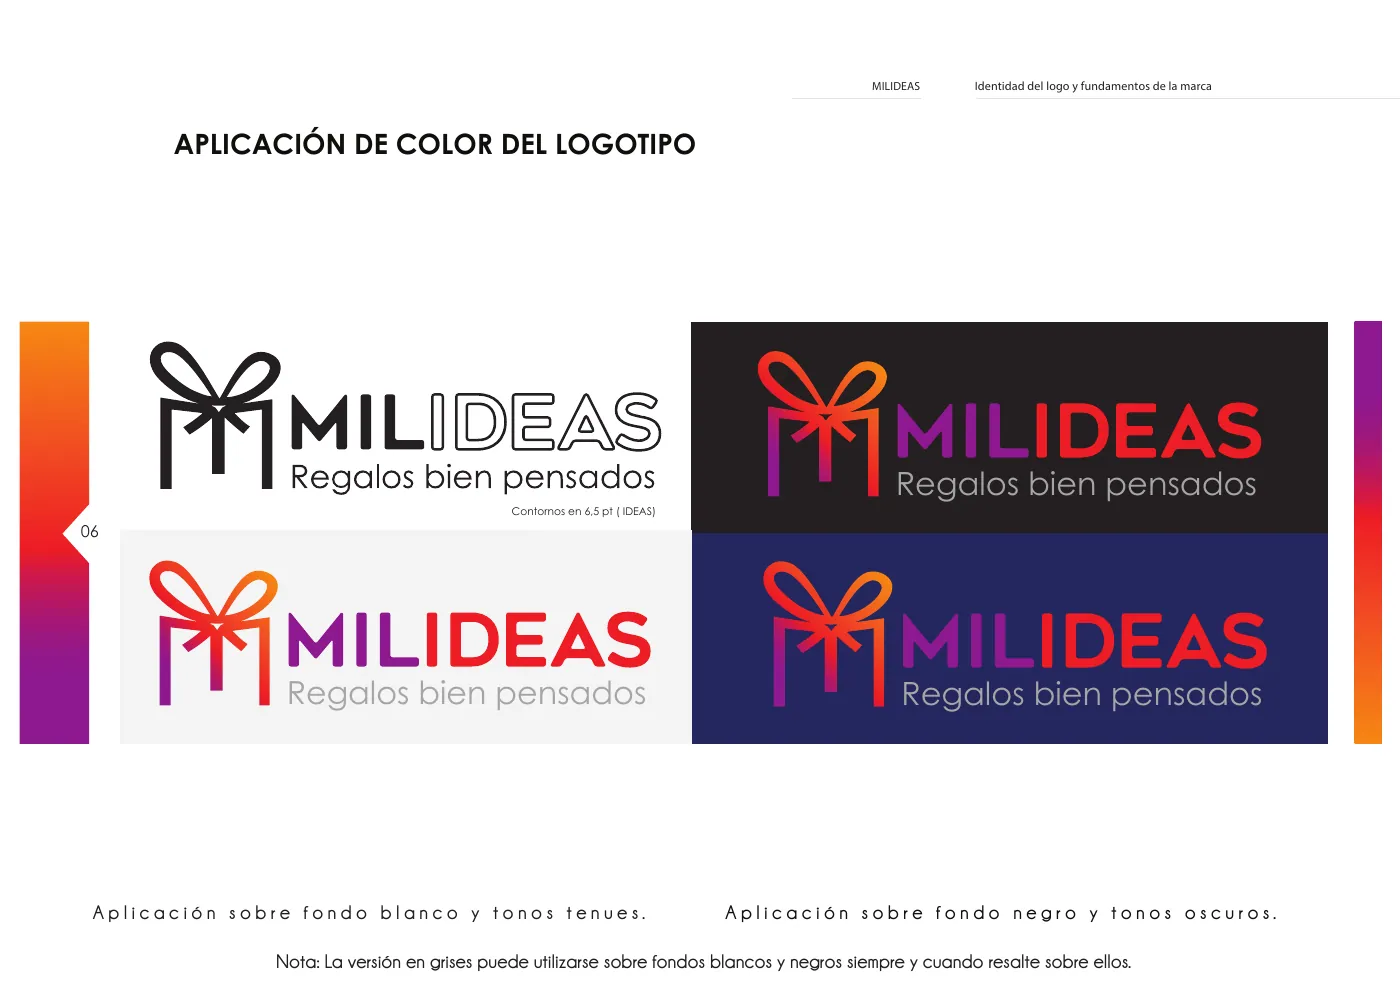 MILIDEAS
Identidad del logo y fundamentos de la marca
APLICACIÓN DE COLOR DEL LOGOTIPO
MILIDEAS
Regalos bien pensados
Contornos en 6,5 pt ( IDEAS)
MILIDEAS
Regalos bien pensados
06
MILIDEAS
Regalos bien pensados
MILIDEAS
Regalos bien pensados
Aplicación sobre fondo blanco y tonos tenues.
Aplicación sobre fondo negro y tonos oscuros.
Nota: La versión en grises puede utilizarse sobre fondos blancos y negros siempre y cuando resalte sobre ellos.